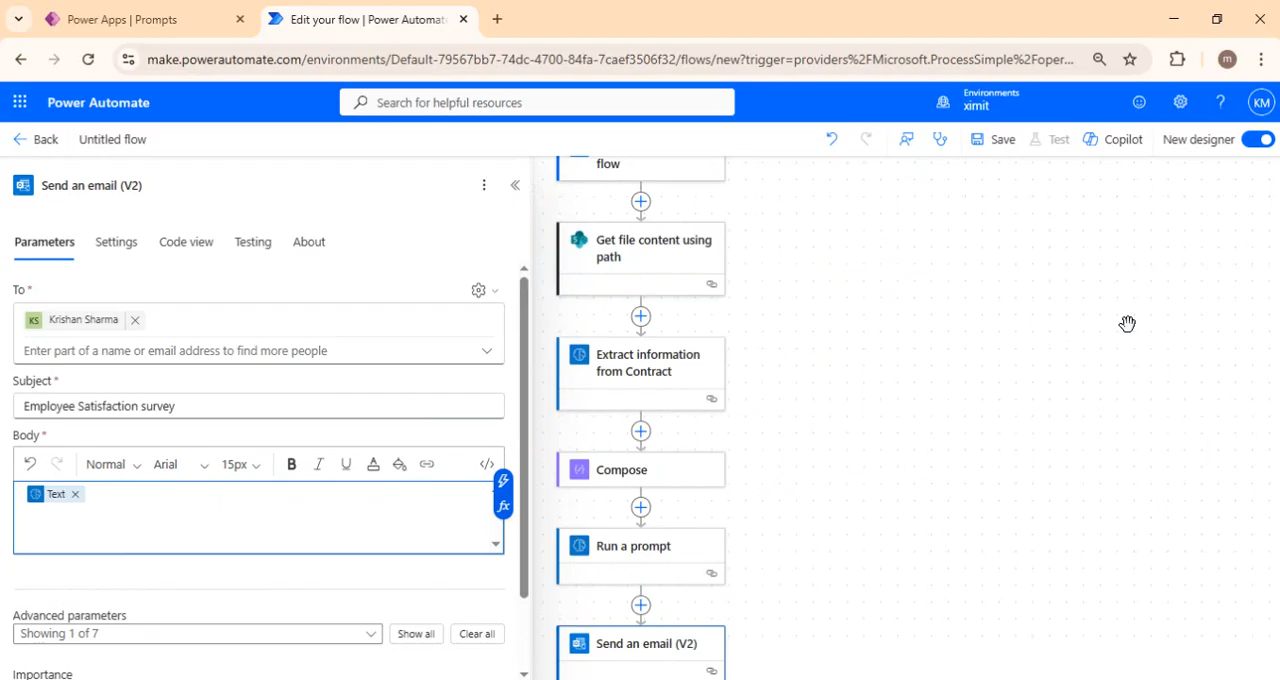 Power Apps | Prompts
Edit your flow | Power Automat
make.powerautomate.com/environments/Default-79567bb7-74dc-4700-84fa-7caef3506f32/flows/new?trigger=providers%2FMicrosoft.ProcessSimple%2Foper...
m
Power Automate
Search for helpful resources
Environments
ximit
?
KM
Back
Untitled flow
Save
Test
Copilot
New designer
Send an email (V2)
Parameters
Settings
Code view
Testing
About
To *
KS Krishan Sharma
Enter part of a name or email address to find more people
Subject *
Employee Satisfaction survey
Body *
Normal
Arial
15px
B
I
U
A
</>
Text
fx
Advanced parameters
Showing 1 of 7
Show all
Clear all
Importance
flow
Get file content using
path
Extract information
from Contract
Compose
Run a prompt
Send an email (V2)